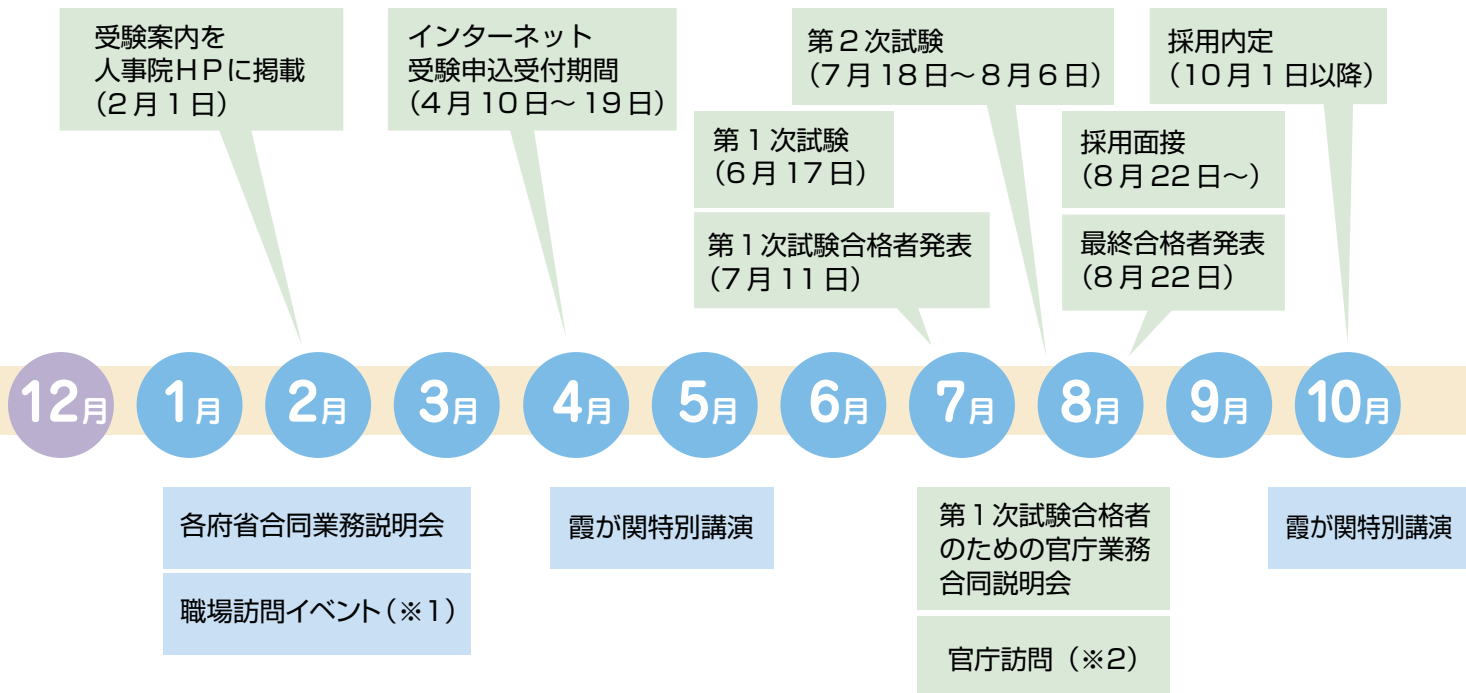 受験案内を
人事院HPに掲載
(2月1日)
インターネット
受験申込受付期間
(4月10日～19日)
第2次試験
(7月18日～8月6日)
採用内定
(10月1日以降)
第1次試験
(6月17日)
採用面接
(8月22日～)
第1次試験合格者発表
(7月11日)
最終合格者発表
(8月22日)
12月
1月
2月
3月
4月
5月
6月
7月
8月
9月
10月
各府省合同業務説明会
職場訪問イベント(※1)
霞が関特別講演
第1次試験合格者
のための官庁業務
合同説明会
官庁訪問(※2)
霞が関特別講演